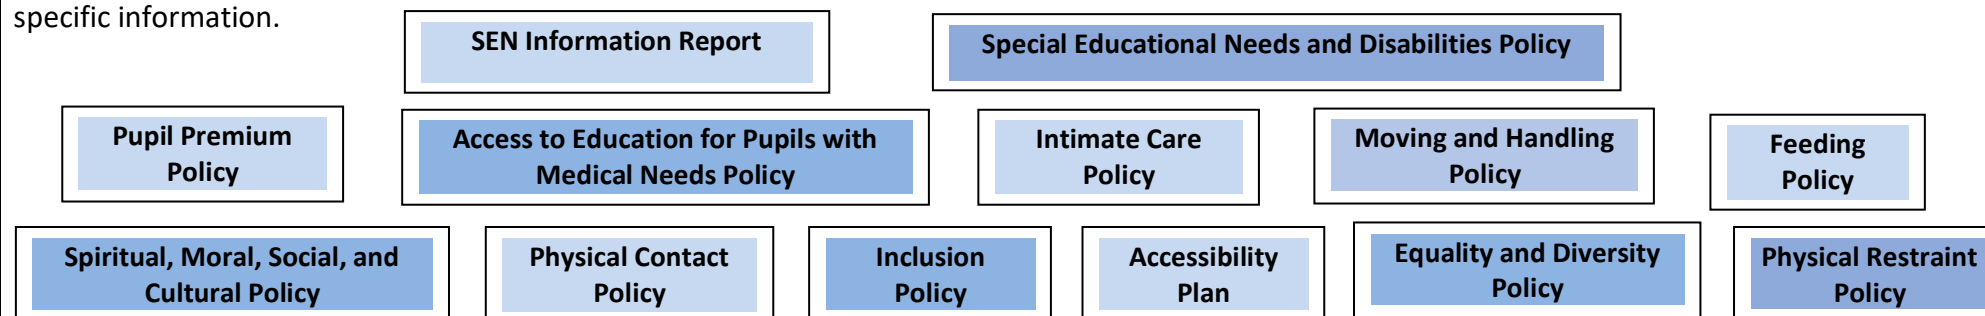 specific information.
SEN Information Report
Special Educational Needs and Disabilities Policy
Pupil Premium
Policy
Access to Education for Pupils with
Medical Needs Policy
Intimate Care
Policy
Moving and Handling
Policy
Feeding
Policy
Spiritual, Moral, Social, and
Cultural Policy
Physical Contact
Policy
Inclusion
Policy
Accessibility
Plan
Equality and Diversity
Policy
Physical Restraint
Policy